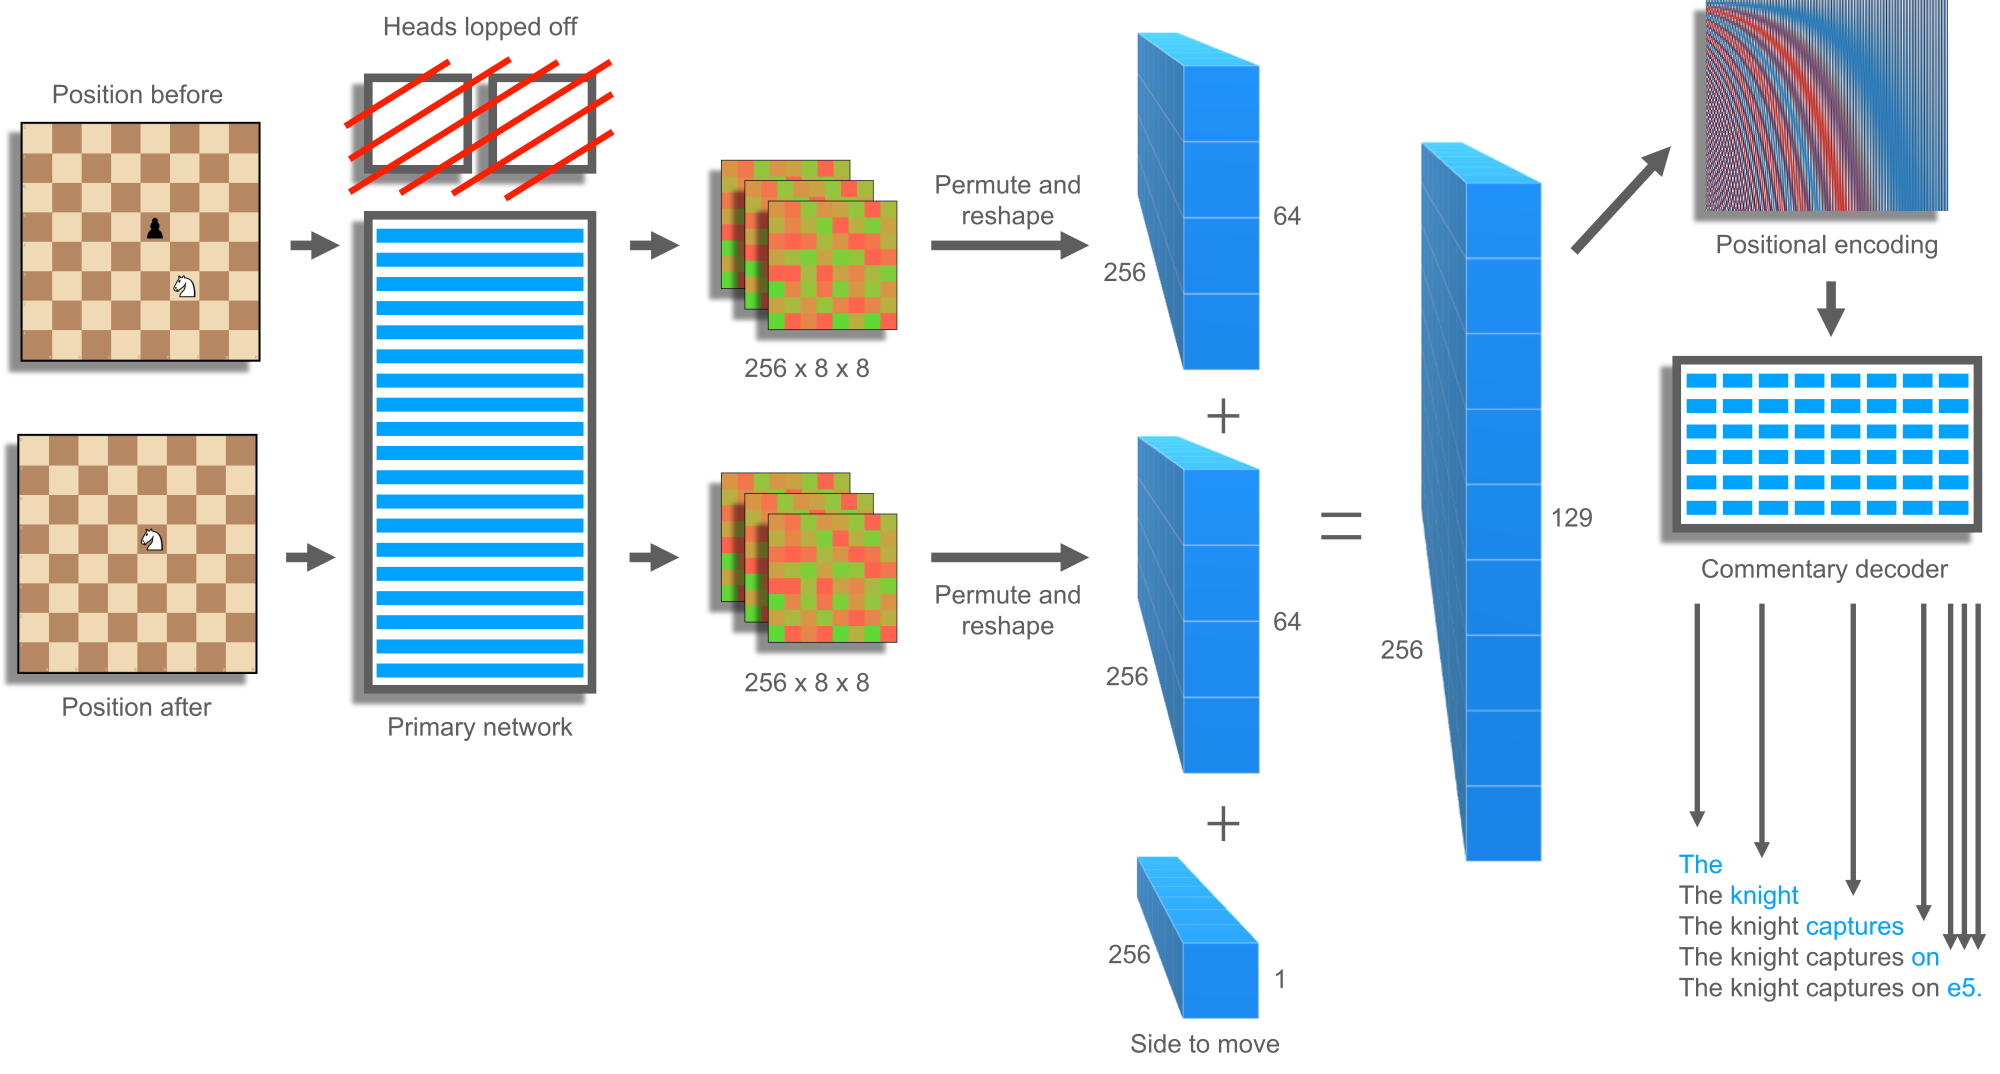 Heads lopped off
Position before
Position after
Primary network
256 x 8 x 8
256 x 8 x 8
Permute and
reshape
Permute and
reshape
256
64
+
256
64
+
256
1
Side to move
=
256
129
Positional encoding
Commentary decoder
The
The knight
The knight captures
The knight captures on
The knight captures on e5.